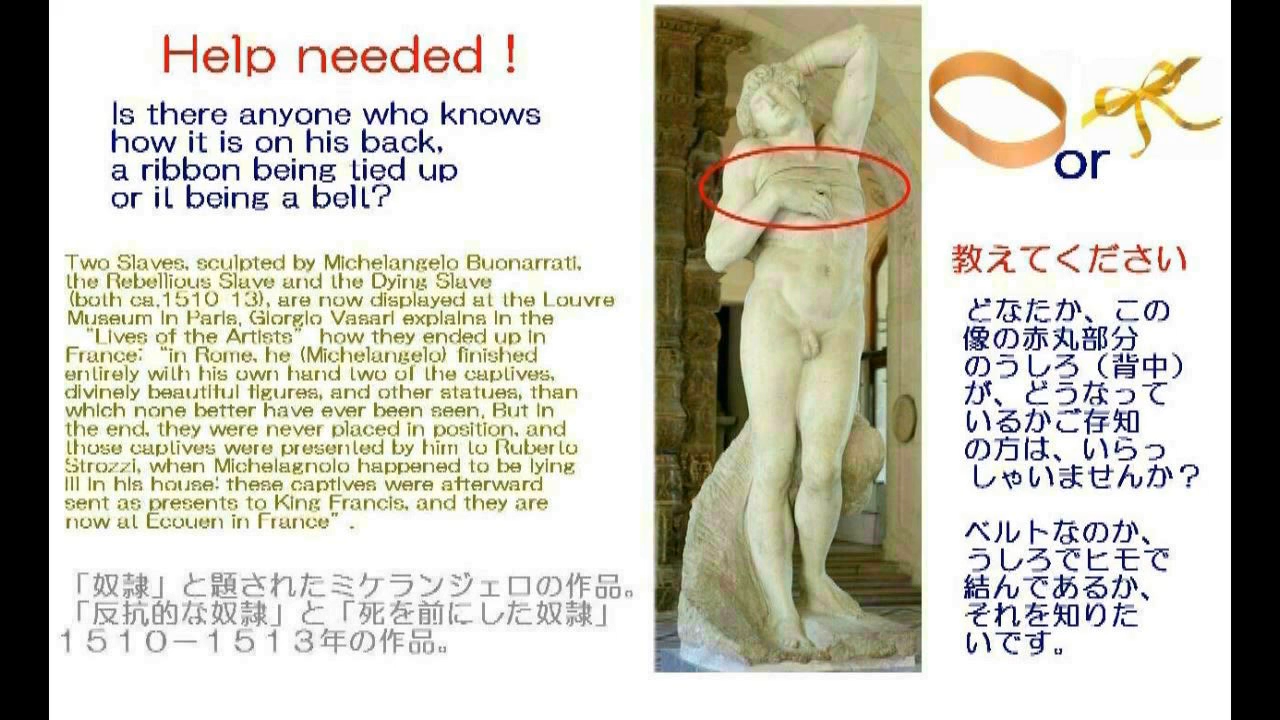 Help needed！
Is there anyone who knows
how it is on his back,
a ribbon being tied up
or it being a belt?
Two Slaves, sculpted by Michelangelo Buonarrati,
the Rebellious Slave and the Dying Slave
(both ca.1510 13), are now displayed at the Louvre
Museum in Paris, Giorgio Vasari explains in the
“Lives of the Artists” how they ended up in
France: “in Rome, he (Michelangelo) finished
entirely with his own hand two of the captives,
divinely beautiful figures, and other statues, than
which none better have ever been seen, But in
the end, they were never placed in position, and
those captives were presented by him to Ruberto
Strozzi, when Michelagnolo happened to be lying
ill in his house: these captives were afterward
sent as presents to King Francis, and they are
now at Ecouen in France”.
「奴隷」と題されたミケランジェロの作品。
「反抗的な奴隷」と「死を前にした奴隷」
１５１０－１５１３年の作品。
or
教えてください
どなたか、この
像の赤丸部分
のうしろ（背中）
が、どうなって
いるかご存知
の方は、いらっ
しゃいませんか？
ベルトなのか、
うしろでヒモで
結んであるか、
それを知りた
いです。